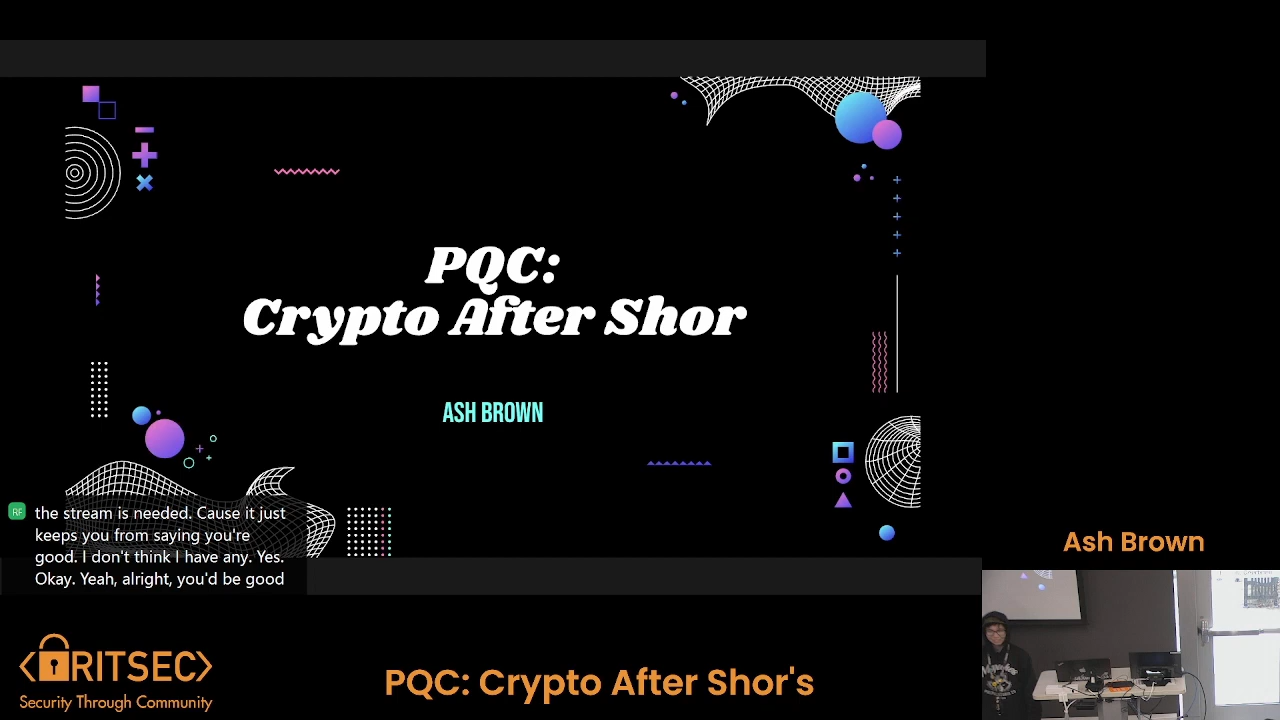 PQC:
Crypto After Shor
ASH BROWN
RF
the stream is needed. Cause it just
keeps you from saying you're
good. I don't think I have any. Yes.
Okay. Yeah, alright, you'd be good
Ash Brown
<RITSEC>
Security Through Community
PQC: Crypto After Shor's